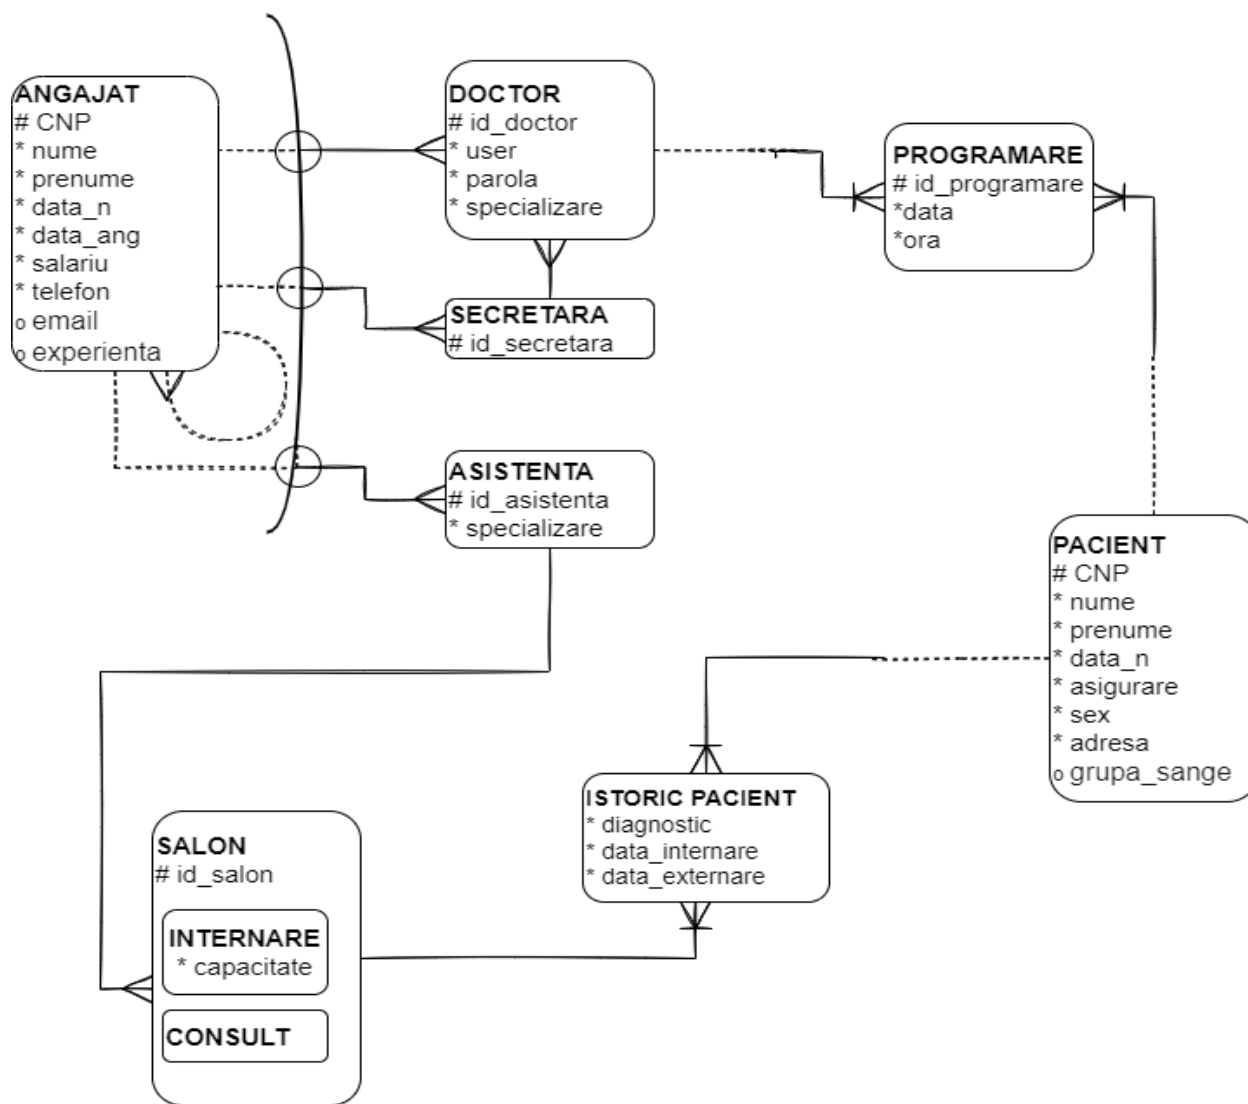 ANGAJAT
# CNP
* nume
* prenume
* data_n
* data_ang
* salariu
* telefon
o email
o experienta
DOCTOR
# id_doctor
* user
* parola
* specializare
SECRETARA
# id_secretara
ASISTENTA
# id_asistenta
* specializare
PROGRAMARE
# id_programare
*data
*ora
PACIENT
# CNP
* nume
* prenume
* data_n
* asigurare
* sex
* adresa
o grupa_sange
ISTORIC PACIENT
* diagnostic
* data_internare
* data_externare
SALON
# id_salon
INTERNARE
* capacitate
CONSULT